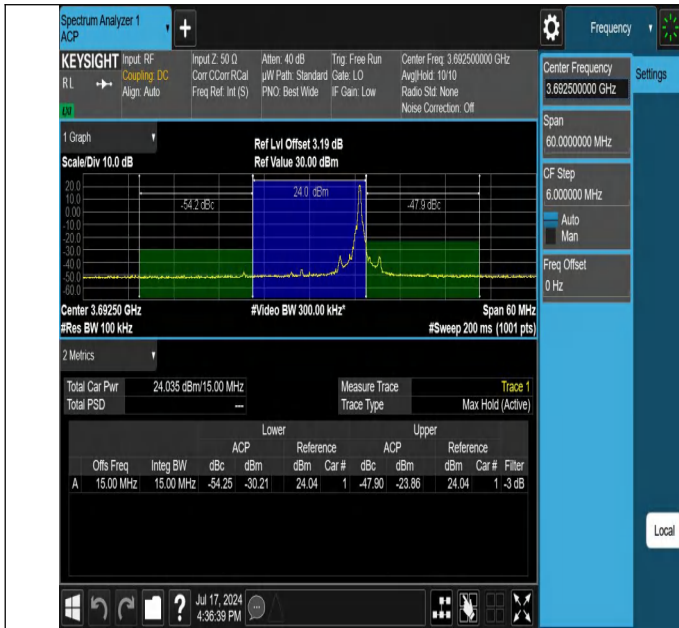 Spectrum Analyzer 1
ACP
+
Frequency
KEYSIGHT Input: RF Input Z: 50 Ω Atten: 40 dB Trig: Free Run Center Freq: 3.692500000 GHz
RL Coupling: DC Corr CCorr RCal µW Path: Standard Gate: LO Avg|Hold: 10/10
Align: Auto Freq Ref: Int (S) PNO: Best Wide IF Gain: Low Radio Std: None
Noise Correction: Off
Center Frequency
3.692500000 GHz
Settings
Span
60.0000000 MHz
CF Step
6.000000 MHz
Auto
Man
Freq Offset
0 Hz
1 Graph
Scale/Div 10.0 dB
Ref Lvl Offset 3.19 dB
Ref Value 30.00 dBm
20.0
10.0
0.00
-10.0
-20.0
-30.0
-40.0
-50.0
-60.0
-54.2 dBc
24.0 dBm
-47.9 dBc
Center 3.69250 GHz #Video BW 300.00 kHz* Span 60 MHz
#Res BW 100 kHz #Sweep 200 ms (1001 pts)
2 Metrics
Total Car Pwr 24.035 dBm/15.00 MHz Measure Trace Trace 1
Total PSD --- Trace Type Max Hold (Active)
Lower Upper
ACP Reference ACP Reference
Offs Freq Integ BW dBc dBm dBm Car # dBc dBm dBm Car # Filter
A 15.00 MHz 15.00 MHz -54.25 -30.21 24.04 1 -47.90 -23.86 24.04 1 -3 dB
Local
?
Jul 17, 2024
4:36:39 PM